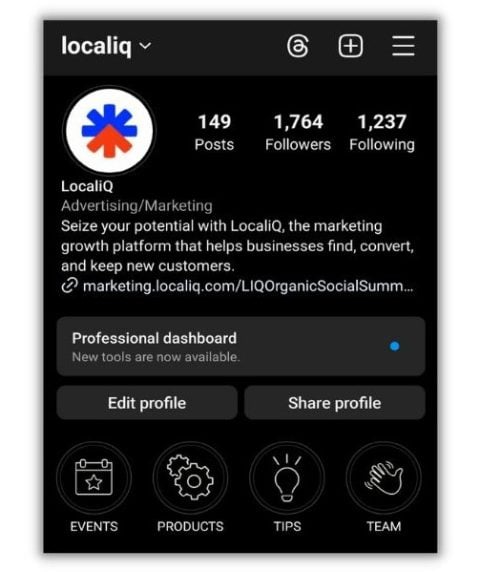 localiq
149 1,764 1,237
Posts Followers Following
LocaliQ
Advertising/Marketing
Seize your potential with LocaliQ, the marketing
growth platform that helps businesses find, convert,
and keep new customers.
marketing.localiq.com/LIQOrganicSocialSumm...
Professional dashboard
New tools are now available.
Edit profile Share profile
EVENTS PRODUCTS TIPS TEAM